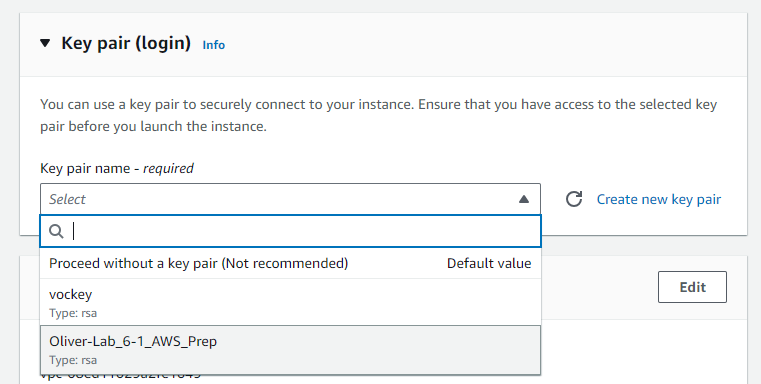 Key pair (login) Info
You can use a key pair to securely connect to your instance. Ensure that you have access to the selected key
pair before you launch the instance.
Key pair name - required
Select
Create new key pair
Proceed without a key pair (Not recommended) Default value
vockey
Type: rsa
Edit
Oliver-Lab_6-1_AWS_Prep
Type: rsa